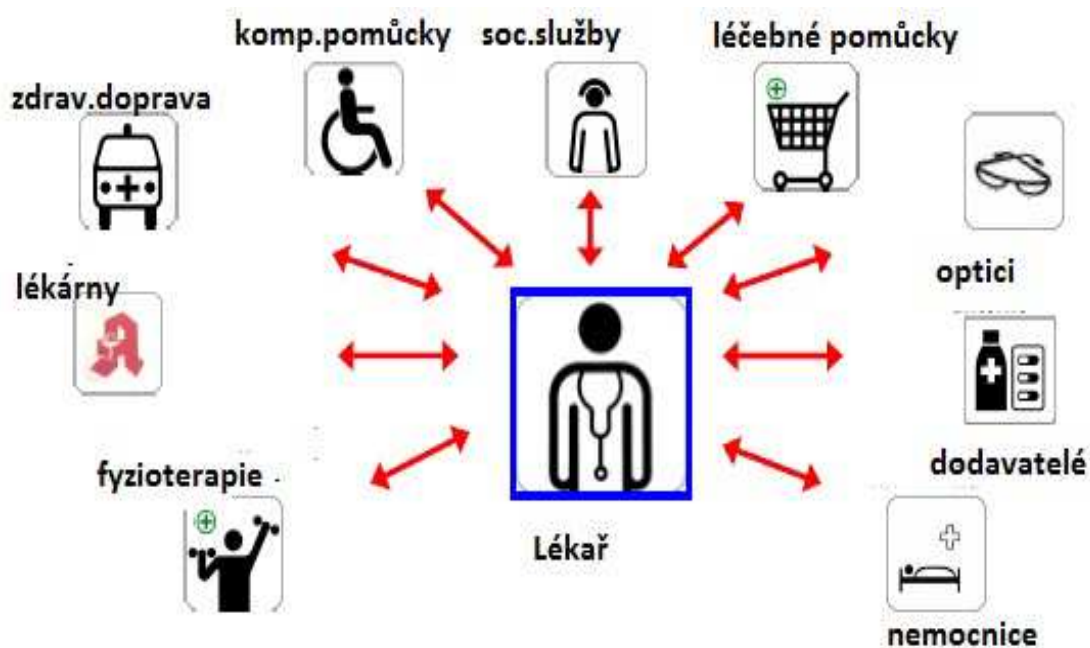 komp.pomůcky
soc.služby
léčebné pomůcky
zdrav.doprava
lékárny
optici
fyzioterapie
dodavatelé
Lékař
nemocnice